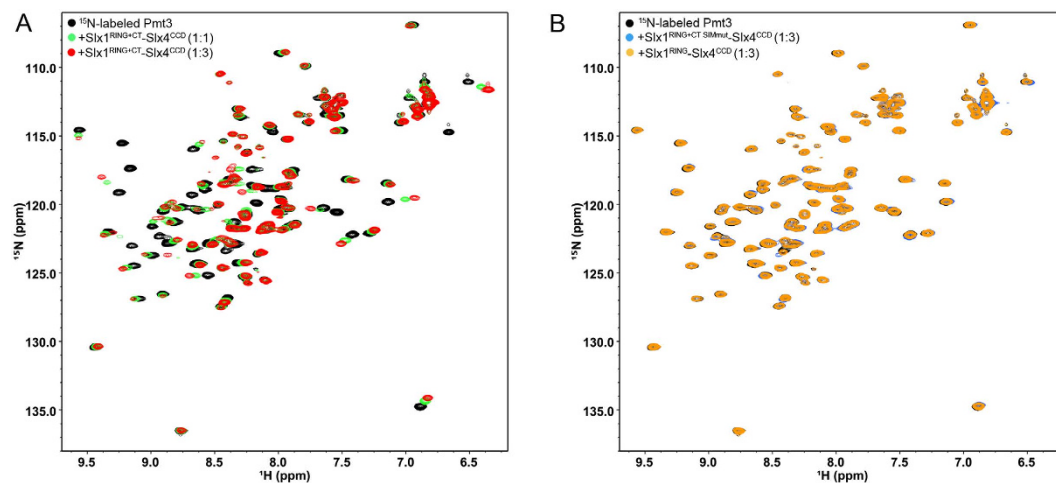 A
¹⁵N-labeled Pmt3
+Slx1ᴿᴵᴺᴳ⁺ᶜᵀ-Slx4ᶜᶜᴰ (1:1)
+Slx1ᴿᴵᴺᴳ⁺ᶜᵀ-Slx4ᶜᶜᴰ (1:3)
110.0
115.0
120.0
125.0
130.0
135.0
¹⁵N (ppm)
9.5 9.0 8.5 8.0 7.5 7.0 6.5
¹H (ppm)
B
¹⁵N-labeled Pmt3
+Slx1ᴿᴵᴺᴳ⁺ᶜᵀ ˢᴵᴹᵐᵘᵗ-Slx4ᶜᶜᴰ (1:3)
+Slx1ᴿᴵᴺᴳ-Slx4ᶜᶜᴰ (1:3)
110.0
115.0
120.0
125.0
130.0
135.0
¹⁵N (ppm)
9.5 9.0 8.5 8.0 7.5 7.0 6.5
¹H (ppm)